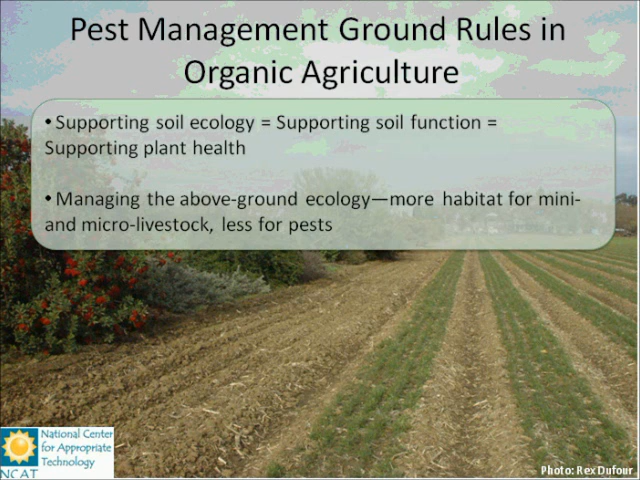 Pest Management Ground Rules in
Organic Agriculture
• Supporting soil ecology = Supporting soil function =
Supporting plant health
• Managing the above-ground ecology—more habitat for mini-
and micro-livestock, less for pests
National Center
for Appropriate
Technology
NCAT
Photo: Rex Dufour